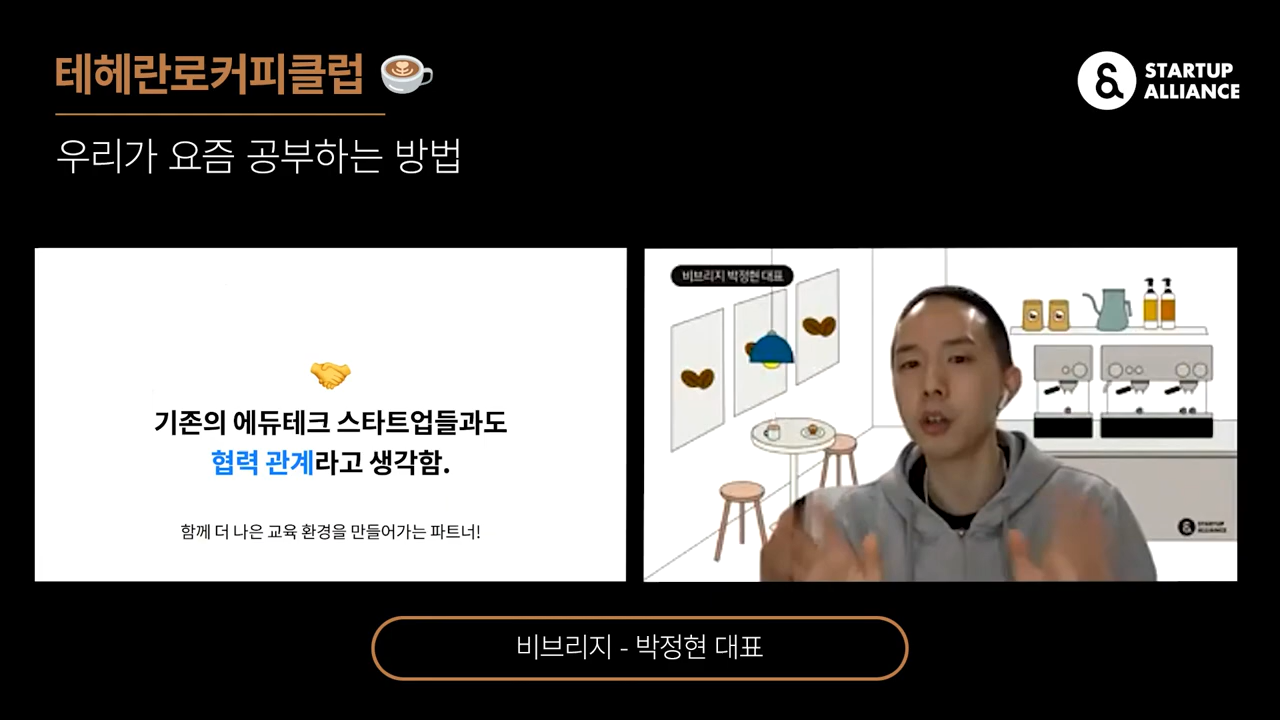 테헤란로커피클럽
STARTUP
ALLIANCE
우리가 요즘 공부하는 방법
기존의 에듀테크 스타트업들과도
협력 관계라고 생각함.
함께 더 나은 교육 환경을 만들어가는 파트너!
비브리지 박정현 대표
STARTUP
ALLIANCE
비브리지 - 박정현 대표